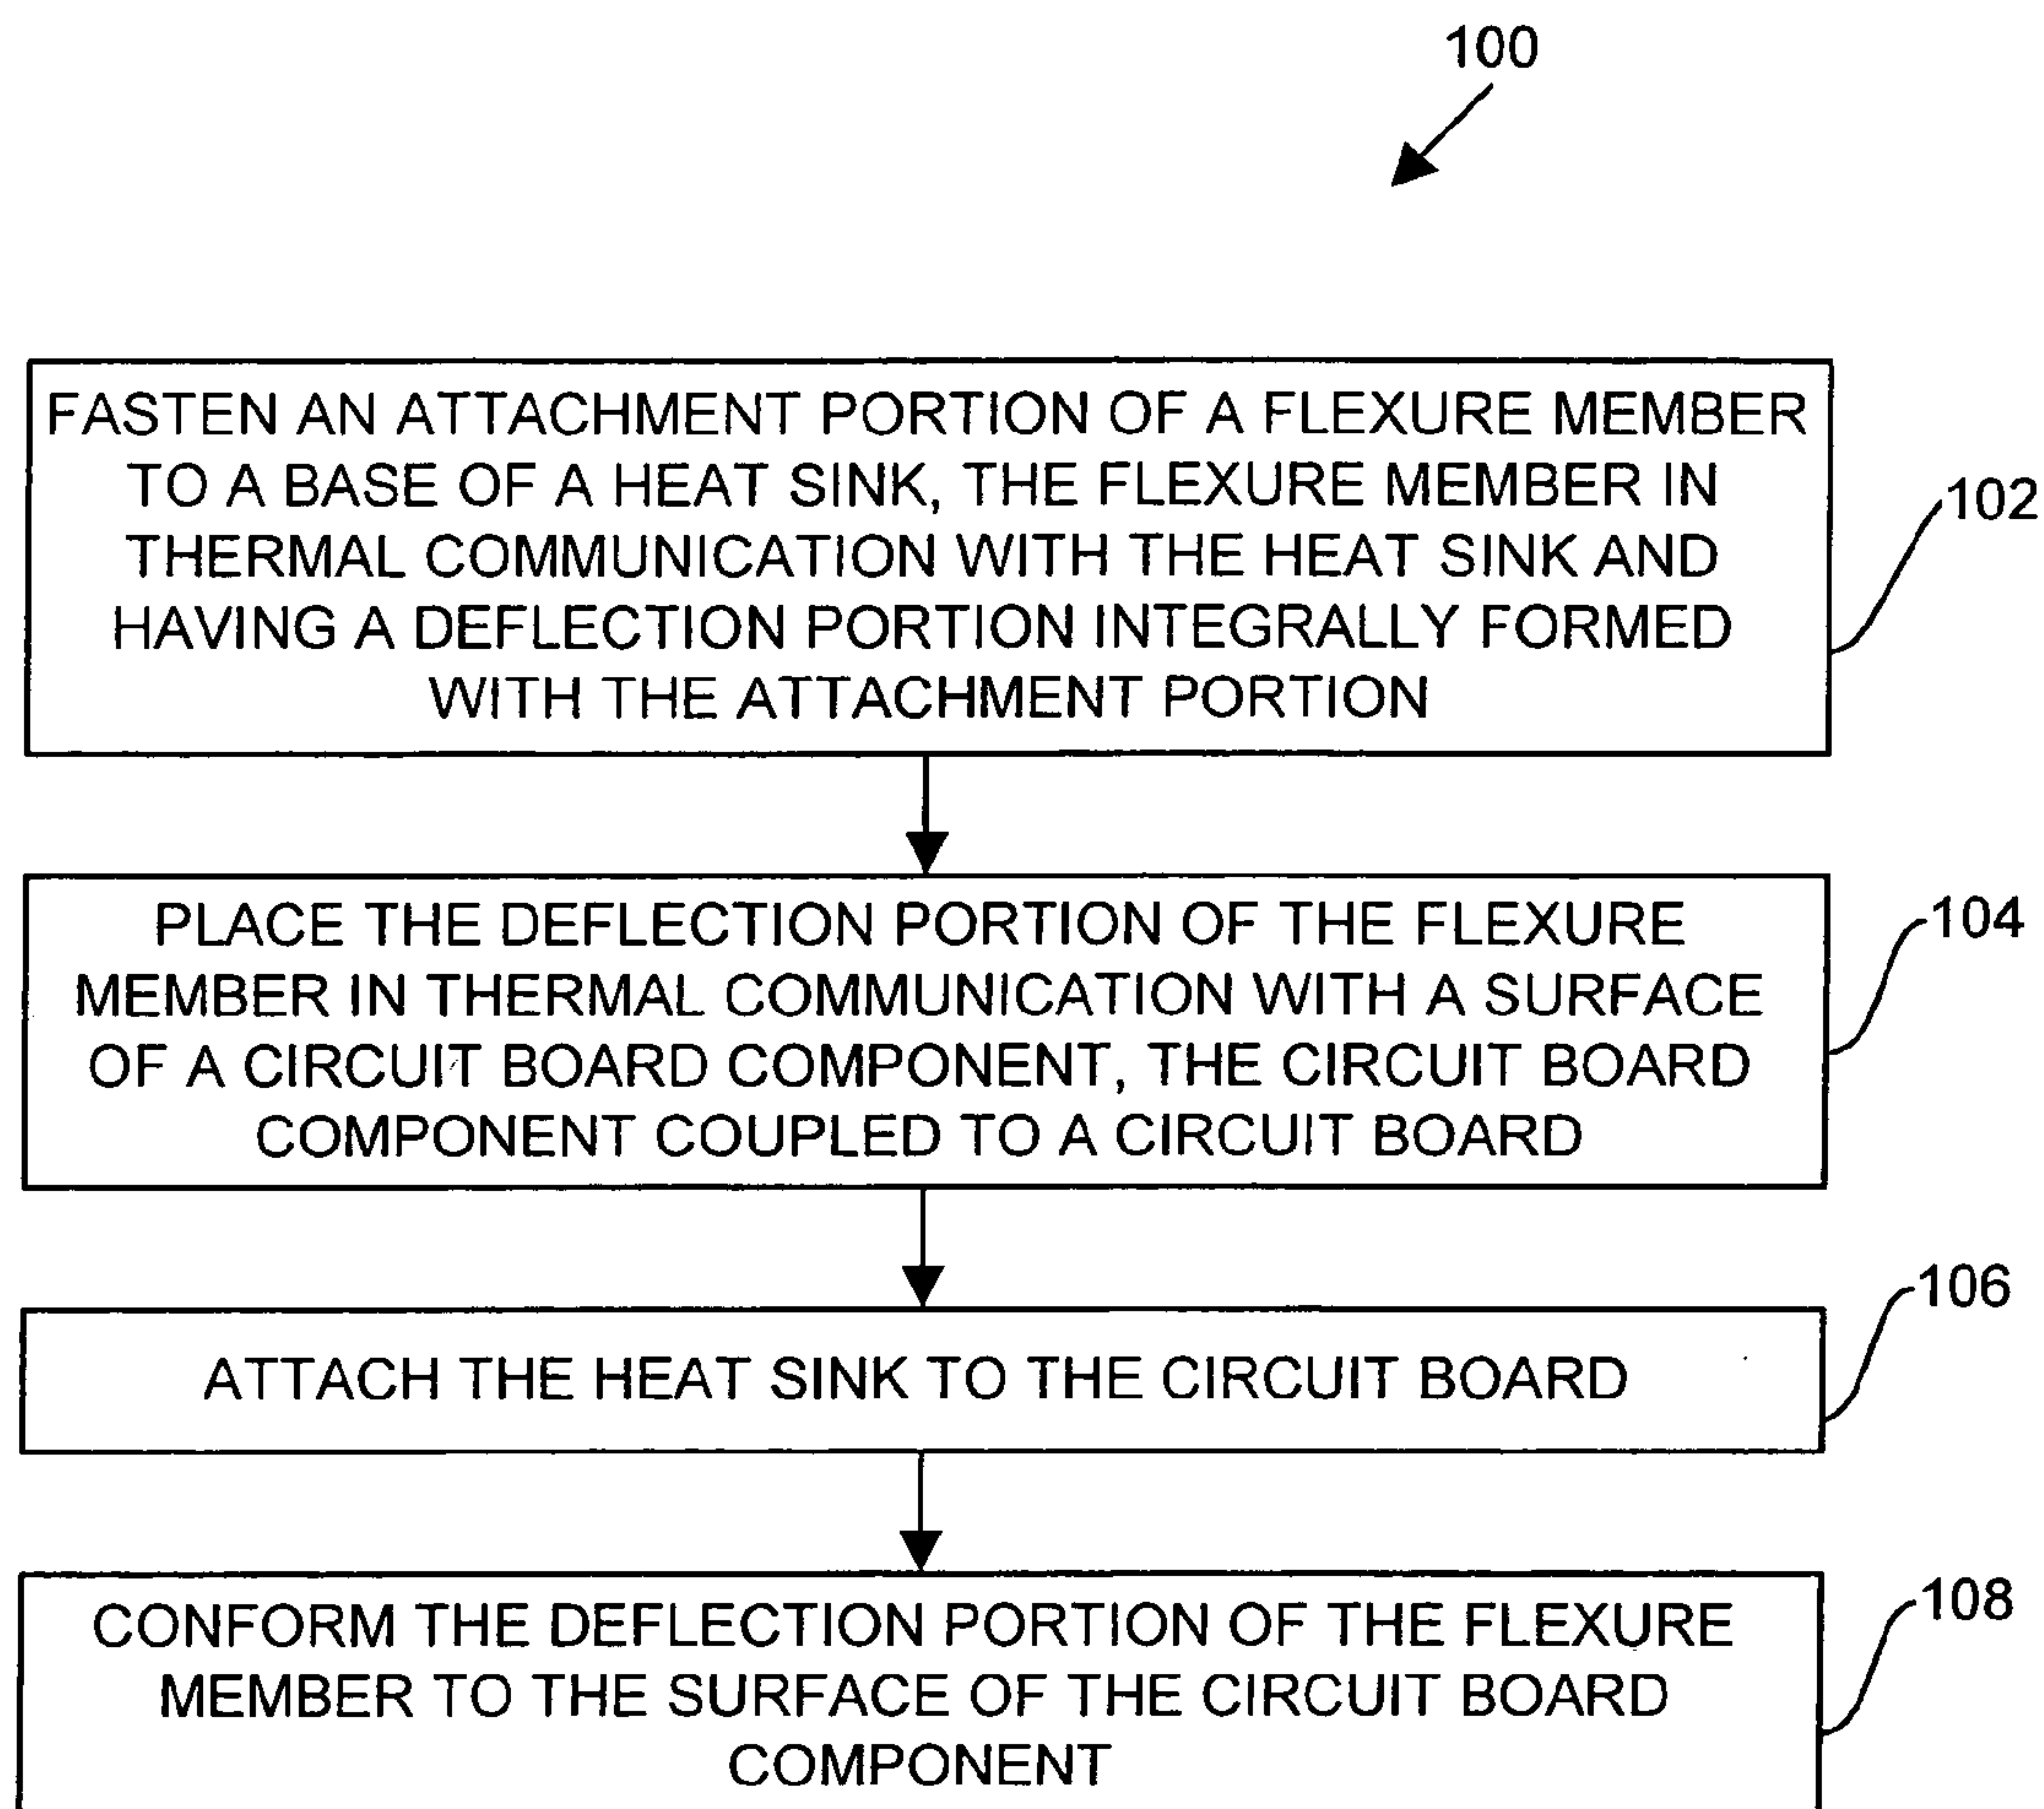 100
FASTEN AN ATTACHMENT PORTION OF A FLEXURE MEMBER
TO A BASE OF A HEAT SINK, THE FLEXURE MEMBER IN
THERMAL COMMUNICATION WITH THE HEAT SINK AND
HAVING A DEFLECTION PORTION INTEGRALLY FORMED
WITH THE ATTACHMENT PORTION
102
PLACE THE DEFLECTION PORTION OF THE FLEXURE
MEMBER IN THERMAL COMMUNICATION WITH A SURFACE
OF A CIRCUIT BOARD COMPONENT, THE CIRCUIT BOARD
COMPONENT COUPLED TO A CIRCUIT BOARD
104
ATTACH THE HEAT SINK TO THE CIRCUIT BOARD
106
CONFORM THE DEFLECTION PORTION OF THE FLEXURE
MEMBER TO THE SURFACE OF THE CIRCUIT BOARD
COMPONENT
108